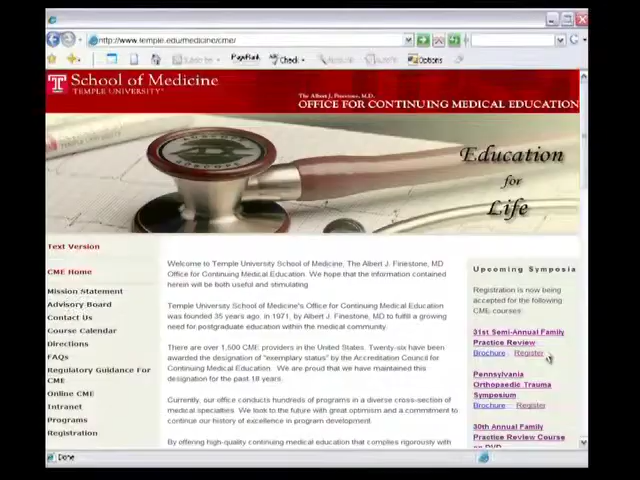 http://www.temple.edu/medicine/cme/
PageRank
Check
Options
School of Medicine
TEMPLE UNIVERSITY
The Albert J. Finestone, M.D.
OFFICE FOR CONTINUING MEDICAL EDUCATION
Education
for
Life
Text Version
CME Home
Mission Statement
Advisory Board
Contact Us
Course Calendar
Directions
FAQs
Regulatory Guidance For
CME
Online CME
Intranet
Programs
Registration
Welcome to Temple University School of Medicine, The Albert J. Finestone, MD
Office for Continuing Medical Education. We hope that the information contained
herein will be both useful and stimulating.
Temple University School of Medicine's Office for Continuing Medical Education
was founded 35 years ago, in 1971, by Albert J. Finestone, MD to fulfill a growing
need for postgraduate education within the medical community.
There are over 1,500 CME providers in the United States. Twenty-six have been
awarded the designation of "exemplary status" by the Accreditation Council for
Continuing Medical Education. We are proud that we have maintained this
designation for the past 18 years.
Currently, our office conducts hundreds of programs in a diverse cross-section of
medical specialties. We look to the future with great optimism and a commitment to
continue our history of excellence in program development.
By offering high-quality continuing medical education that complies rigorously with
Upcoming Symposia
Registration is now being
accepted for the following
CME courses:
31st Semi-Annual Family
Practice Review
Brochure Register
Pennsylvania
Orthopaedic Trauma
Symposium
Brochure Register
30th Annual Family
Practice Review Course
on DVD
Done